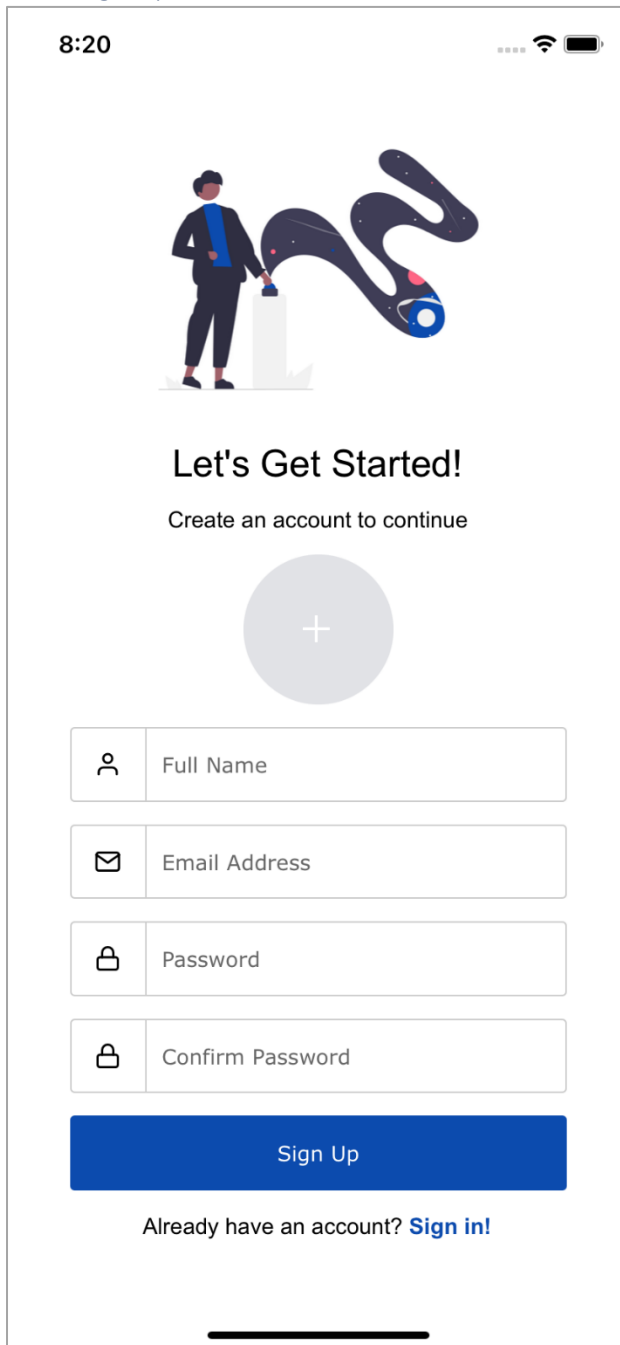 8:20
Let's Get Started!
Create an account to continue
Full Name
Email Address
Password
Confirm Password
Sign Up
Already have an account? Sign in!